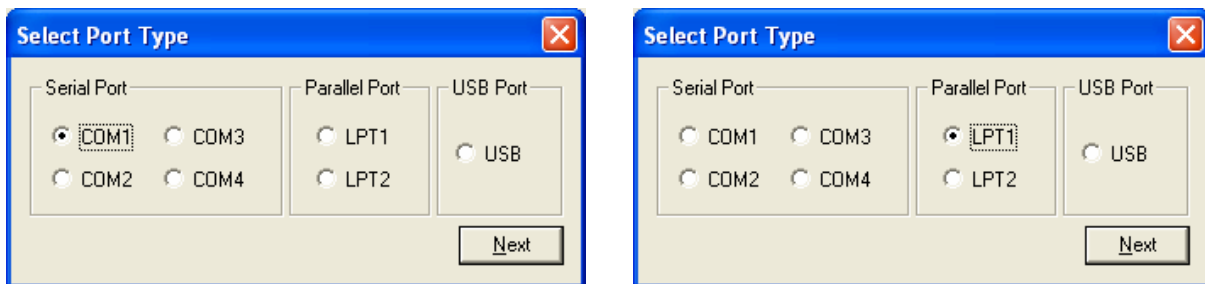 Select Port Type
Serial Port Parallel Port USB Port
COM1 COM3 LPT1 USB
COM2 COM4 LPT2
Next
Select Port Type
Serial Port Parallel Port USB Port
COM1 COM3 LPT1 USB
COM2 COM4 LPT2
Next